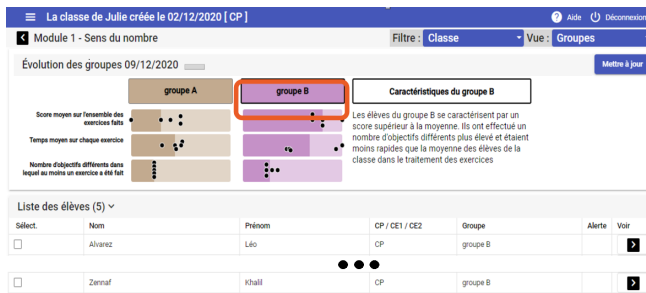 La classe de Julie créée le 02/12/2020 [ CP ]
Aide
Déconnexion
Module 1 - Sens du nombre
Filtre : Classe
Vue : Groupes
Évolution des groupes 09/12/2020
Mettre à jour
groupe A
groupe B
Caractéristiques du groupe B
Score moyen sur l'ensemble des
exercices faits
Temps moyen sur chaque exercice
Nombre d'objectifs différents dans
lequel au moins un exercice a été fait
Les élèves du groupe B se caractérisent par un
score supérieur à la moyenne. Ils ont effectué un
nombre d'objectifs différents plus élevé et étaient
moins rapides que la moyenne des élèves de la
classe dans le traitement des exercices
Liste des élèves (5)
Sélect. Nom Prénom CP / CE1 / CE2 Groupe Alerte Voir
Alvarez Léo CP groupe B
Zennaf Khalil CP groupe B